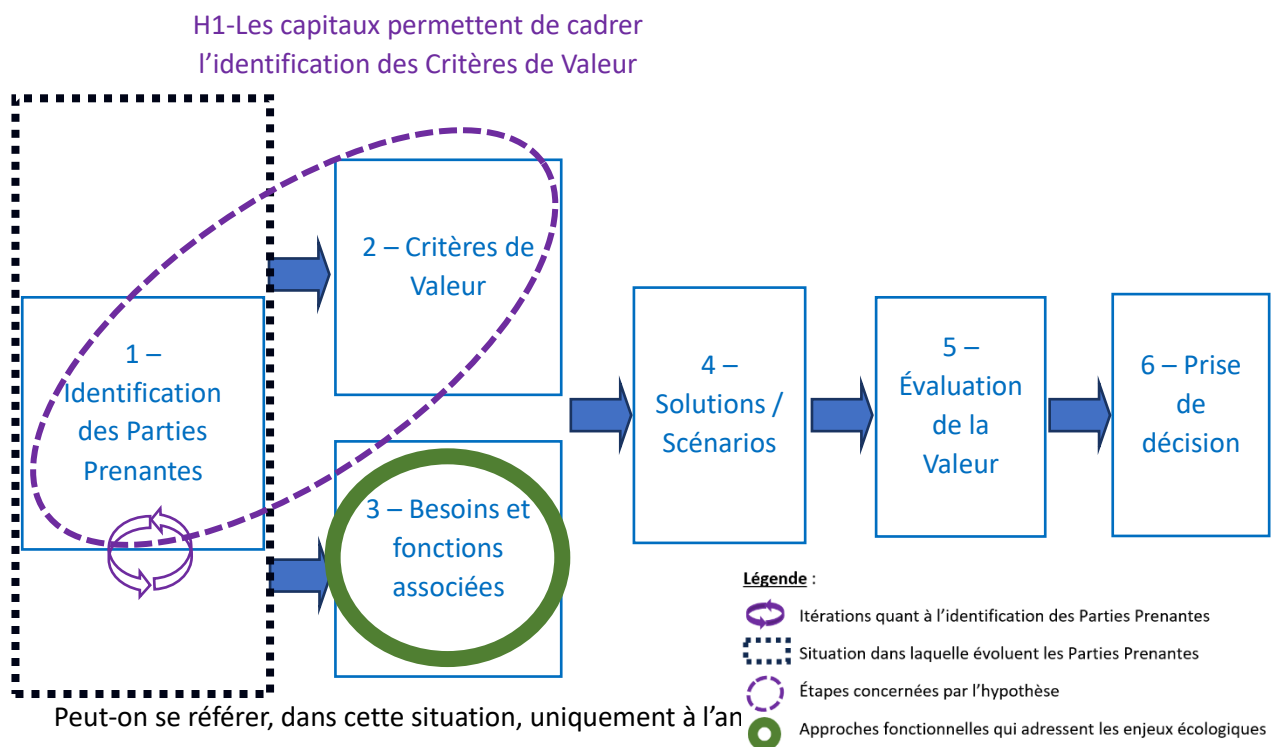 H1-Les capitaux permettent de cadrer
l’identification des Critères de Valeur
1 –
Identification
des Parties
Prenantes
2 – Critères de
Valeur
3 – Besoins et
fonctions
associées
4 –
Solutions /
Scénarios
5 –
Évaluation
de la
Valeur
6 – Prise
de
décision
Légende :
Itérations quant à l’identification des Parties Prenantes
Situation dans laquelle évoluent les Parties Prenantes
Étapes concernées par l’hypothèse
Approches fonctionnelles qui adressent les enjeux écologiques
Peut-on se référer, dans cette situation, uniquement à l’an